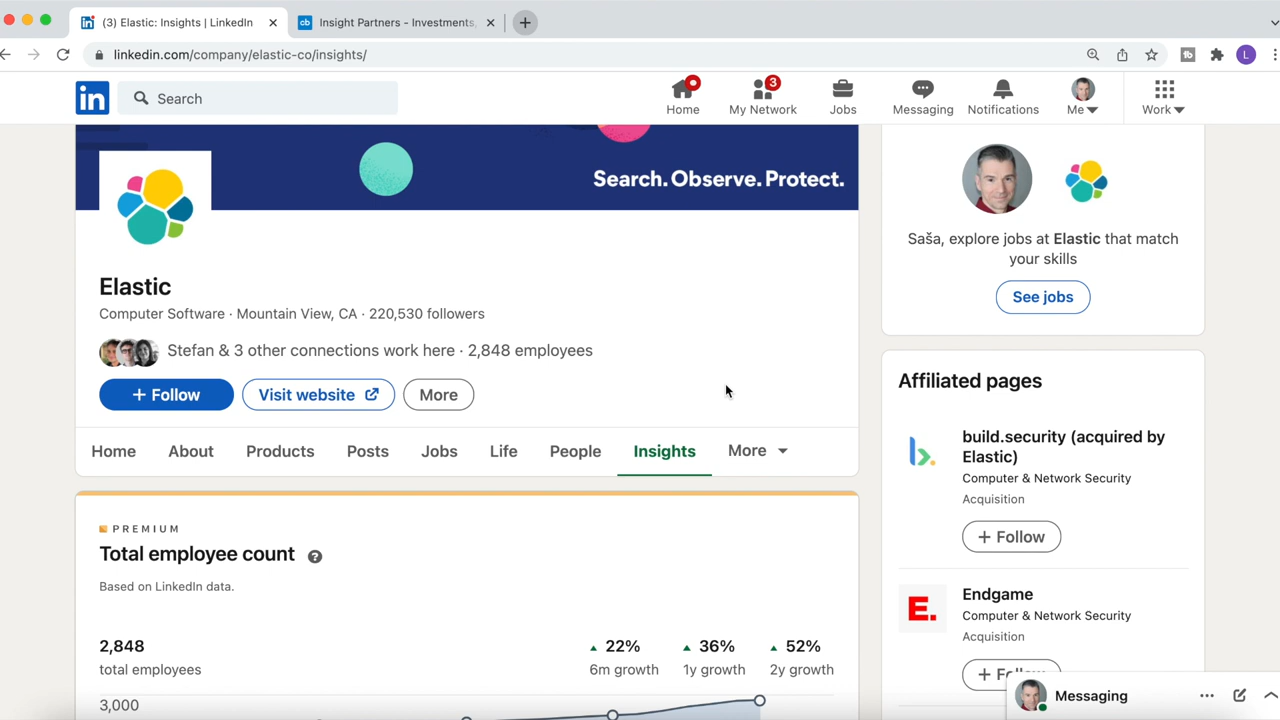 (3) Elastic: Insights | LinkedIn
cb Insight Partners - Investments,
linkedin.com/company/elastic-co/insights/
L
in Search
Home
3
My Network
Jobs
Messaging
Notifications
Me
Work
Search. Observe. Protect.
Elastic
Computer Software · Mountain View, CA · 220,530 followers
Stefan & 3 other connections work here · 2,848 employees
+ Follow
Visit website
More
Home
About
Products
Posts
Jobs
Life
People
Insights
More
PREMIUM
Total employee count ?
Based on LinkedIn data.
2,848
total employees
22%
6m growth
36%
1y growth
52%
2y growth
3,000
Saša, explore jobs at Elastic that match
your skills
See jobs
Affiliated pages
build.security (acquired by
Elastic)
Computer & Network Security
Acquisition
+ Follow
E.
Endgame
Computer & Network Security
Acquisition
Messaging